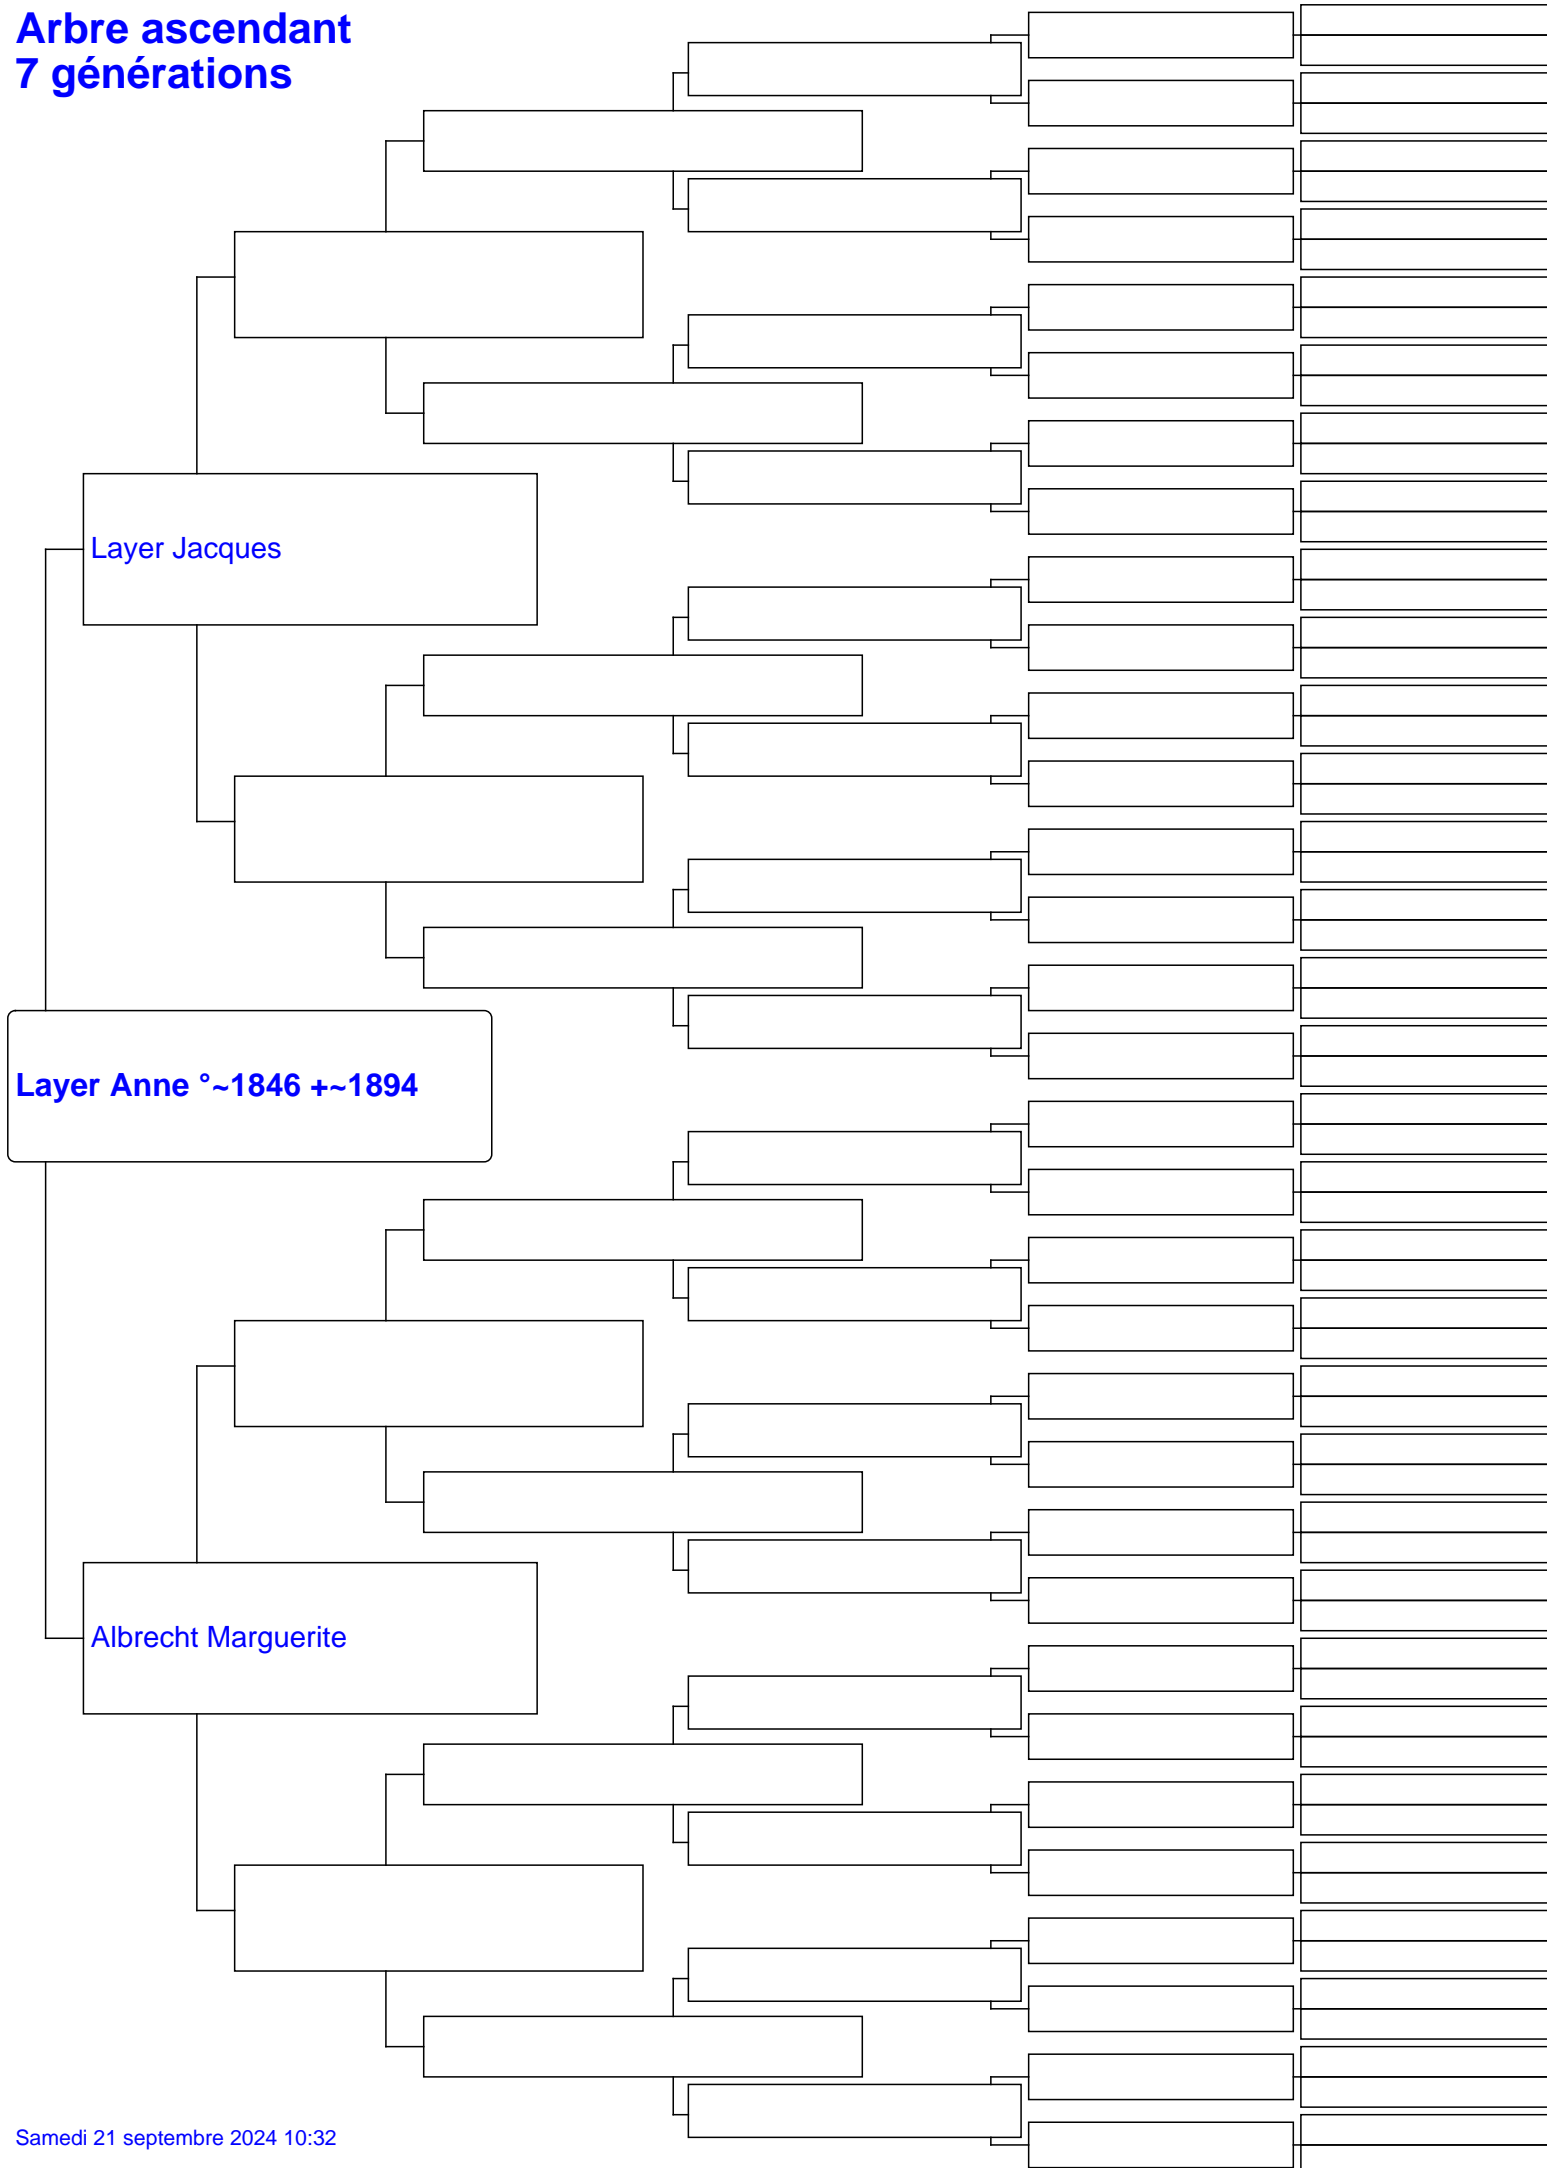 Arbre ascendant
7 générations
Layer Jacques
Layer Anne °~1846 +~1894
Albrecht Marguerite
Samedi 21 septembre 2024 10:32